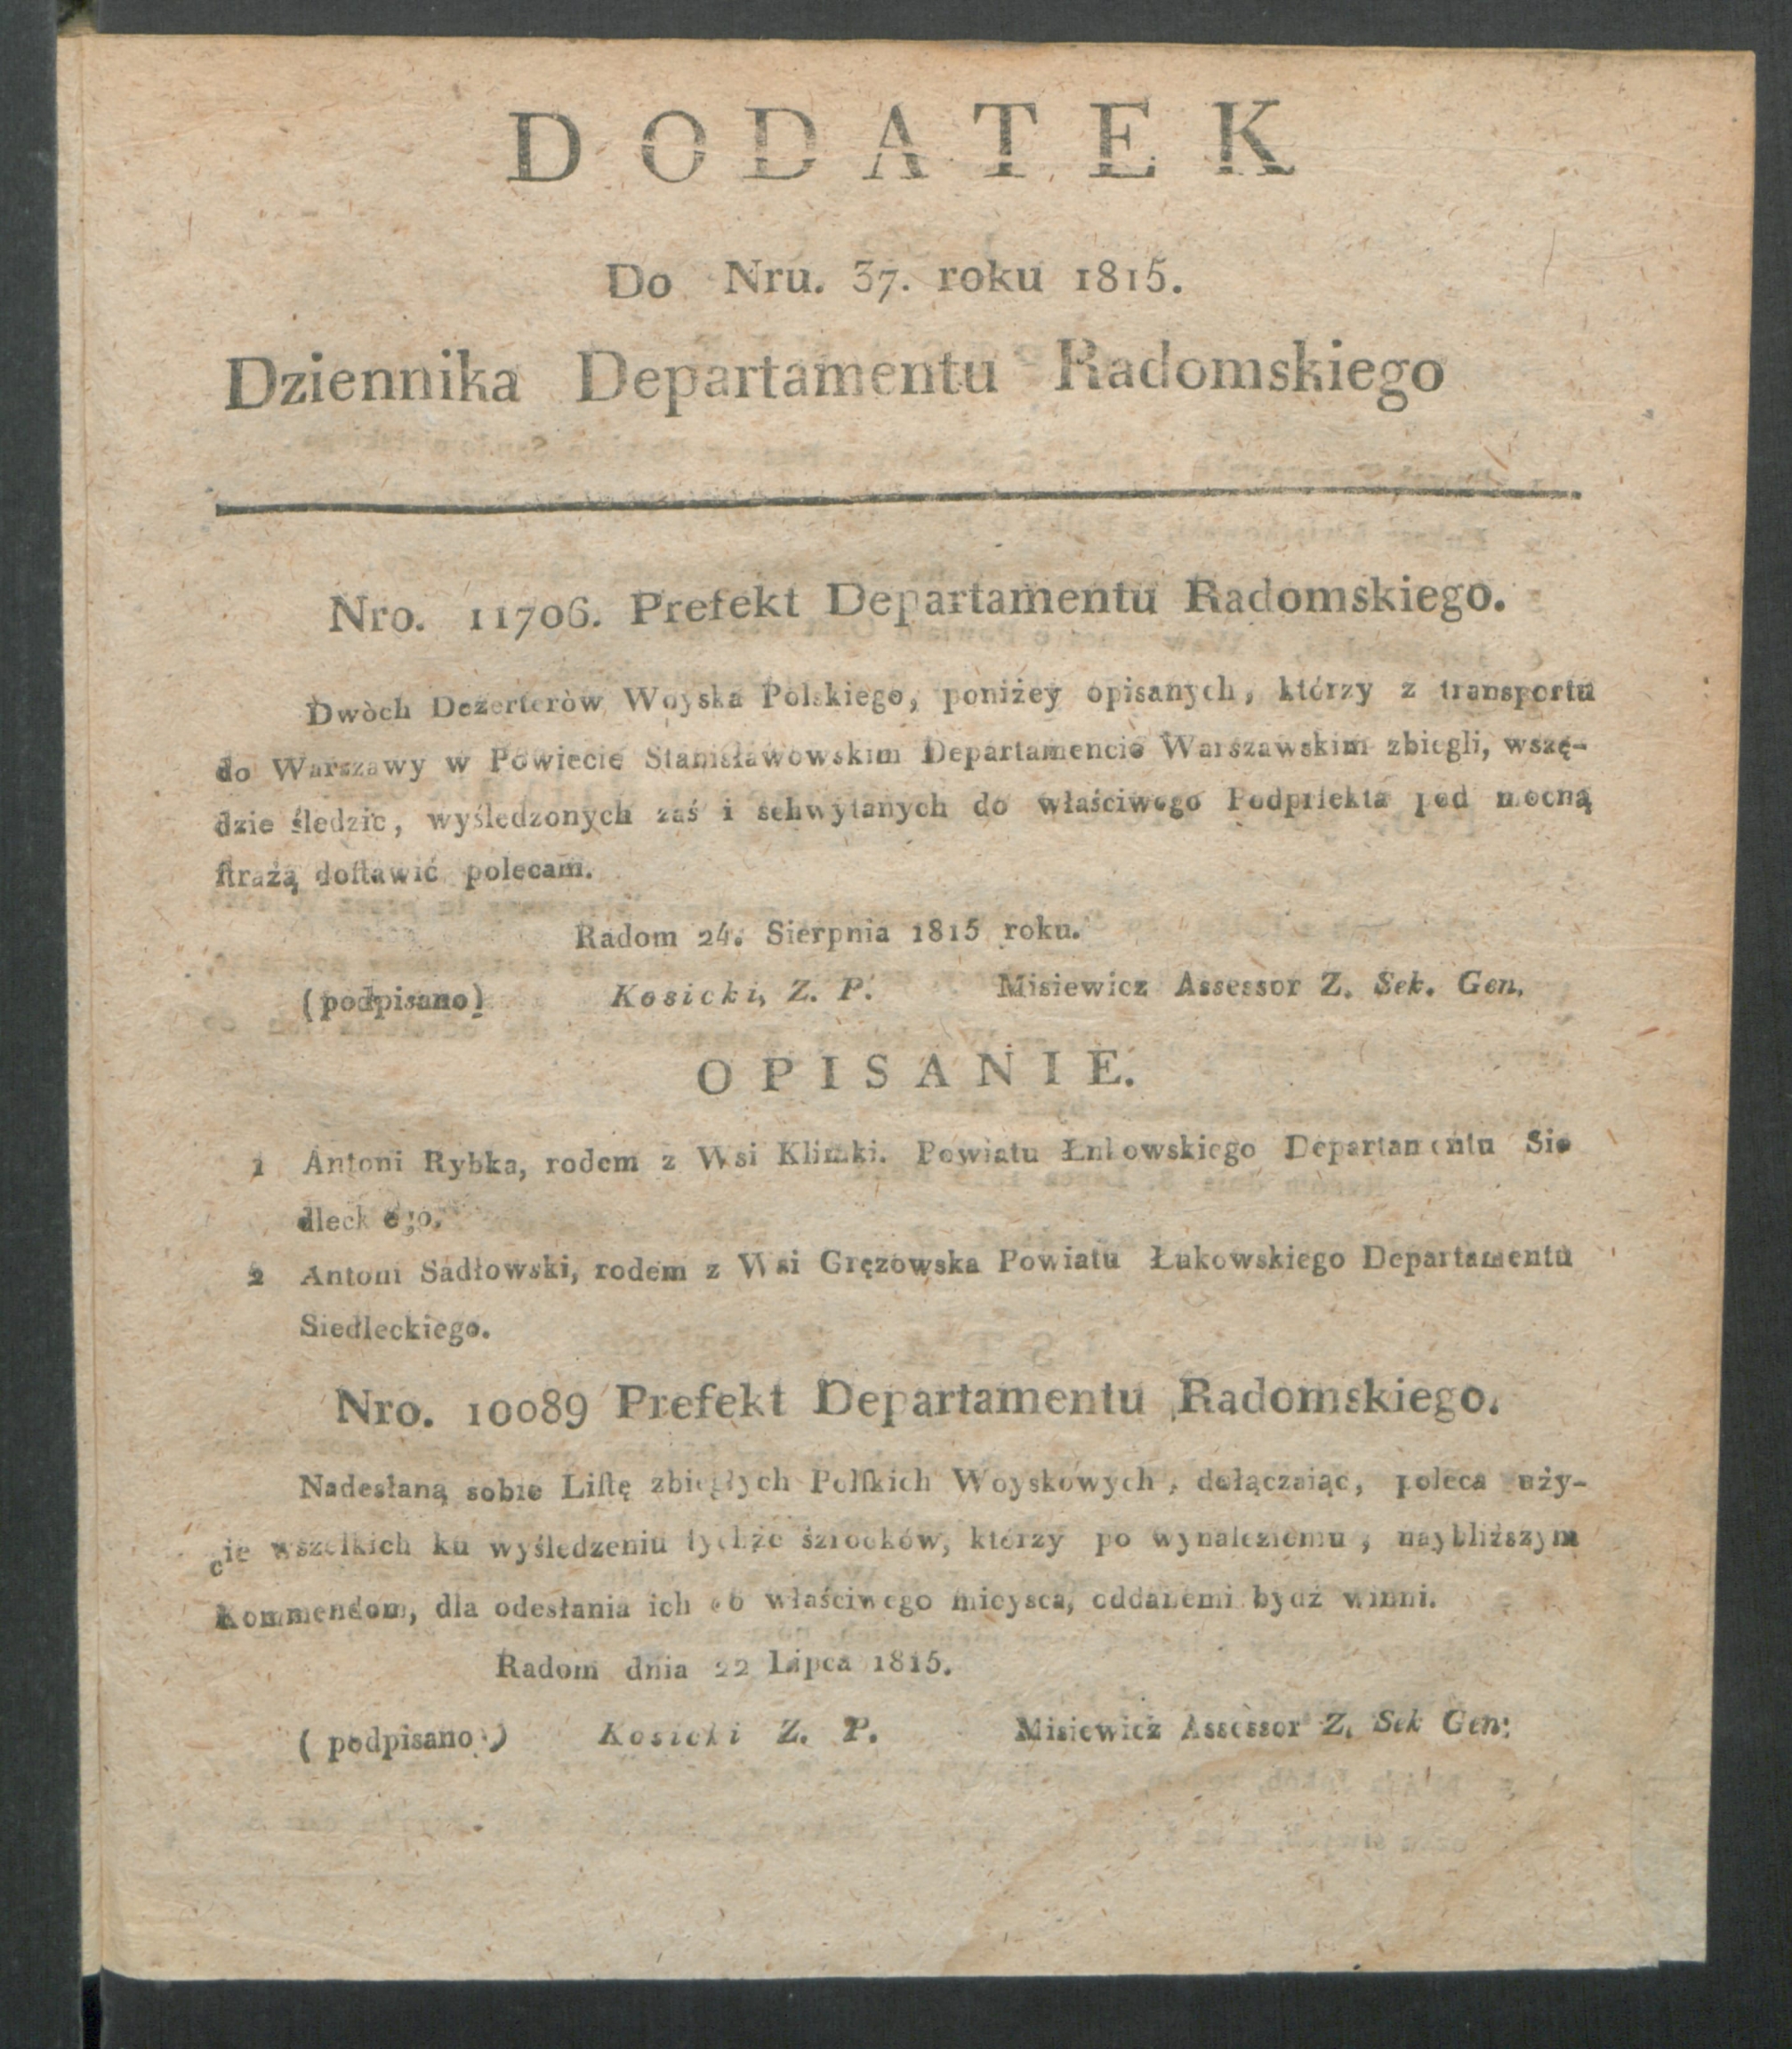 DODATEK
Do Nru. 37. roku 1815.
Dziennika Departamentu Radomskiego
Nro. 11706. Prefekt Departamentu Radomskiego.
Dwòch Dezerteròw Woyska Polskiego, poniżey opisanych, którzy z transportu
do Warszawy w Powiecie Stanisławowskim Departamencie Warszawskim zbiegli, wszę-
dzie śledzić, wyśledzonych zaś i schwytanych do właściwego Podprefekta pod mocną
ſtrażą doſtawić polecam.
Radom 24. Sierpnia 1815 roku.
(podpisano) Kosicki, Z. P. Misiewicz Assessor Z. Sek. Gen.
OPISANIE.
1 Antoni Rybka, rodem z Wsi Klimki. Powiatu Łukowskiego Departamentu Sie
dleckiego.
2 Antoni Sadłowski, rodem z Wsi Gręzowska Powiatu Łukowskiego Departamentu
Siedleckiego.
Nro. 10089 Prefekt Departamentu Radomskiego.
Nadesłaną sobie Liſtę zbiegłych Polſkich Woyskowych, dołączaiąc, poleca uży-
cie wszelkich ku wyśledzeniu tychże śzrodków, którzy po wynalezieniu, naybliższym
Kommendom, dla odesłania ich do właściwego mieysca, oddanemi bydź winni.
Radom dnia 22 Lipca 1815.
(podpisano) Kosicki Z. P. Misiewicz Assessor Z. Sek Gen: